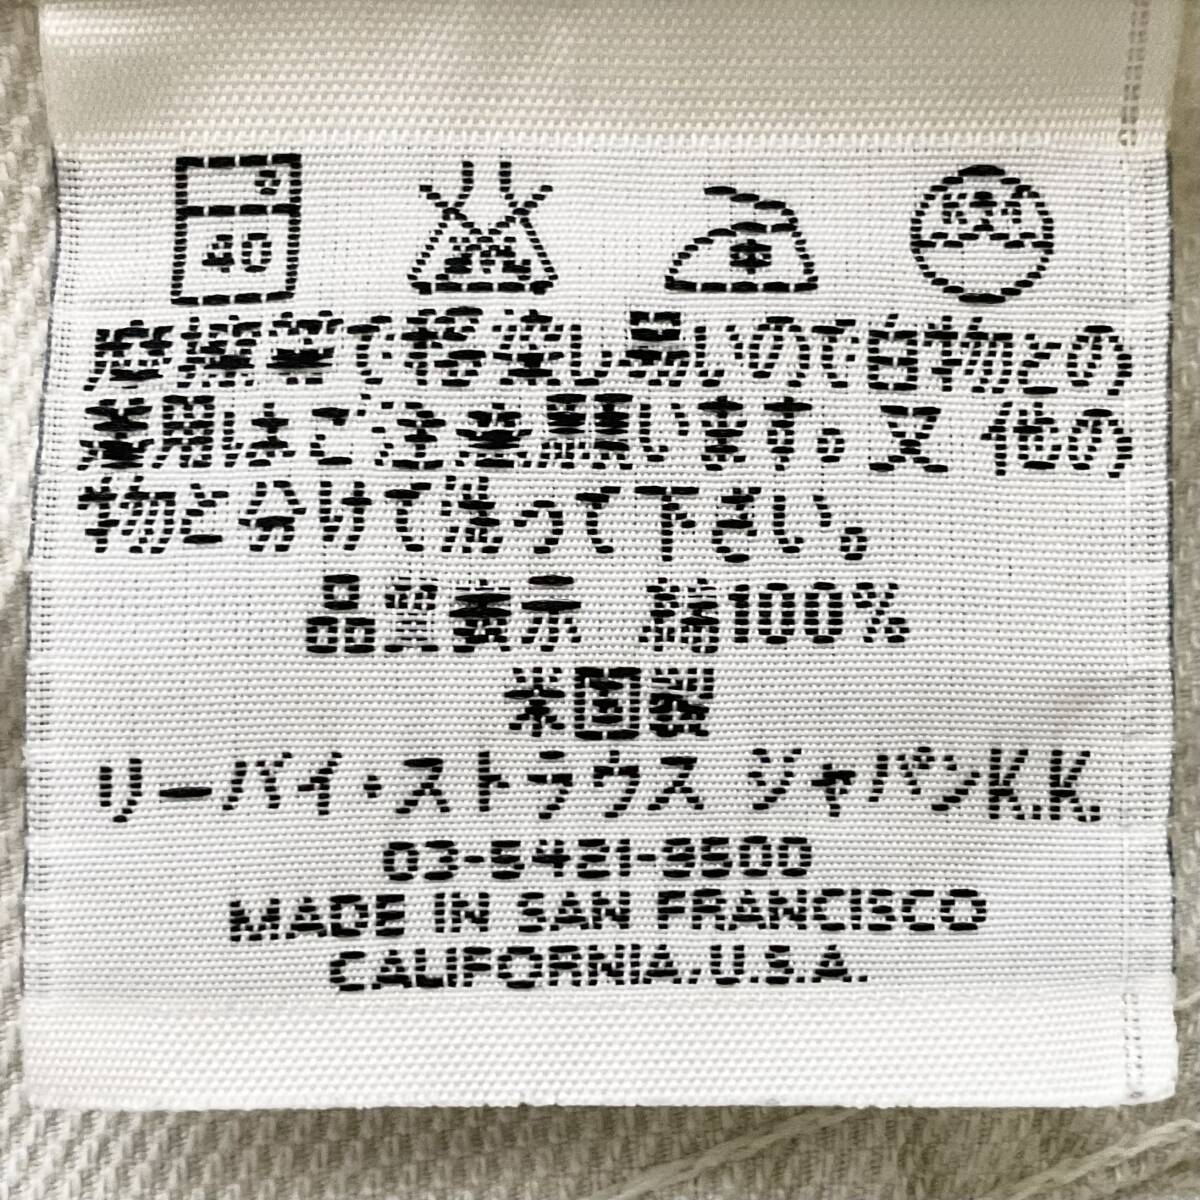 40 中
摩擦等で移染し易いので白物との
着用はご注意願います。又 他の
物と分けて洗って下さい。
品質表示 綿100%
米国製
リーバイ・ストラウス ジャパンK.K.
03-5421-9500
MADE IN SAN FRANCISCO
CALIFORNIA,U.S.A.